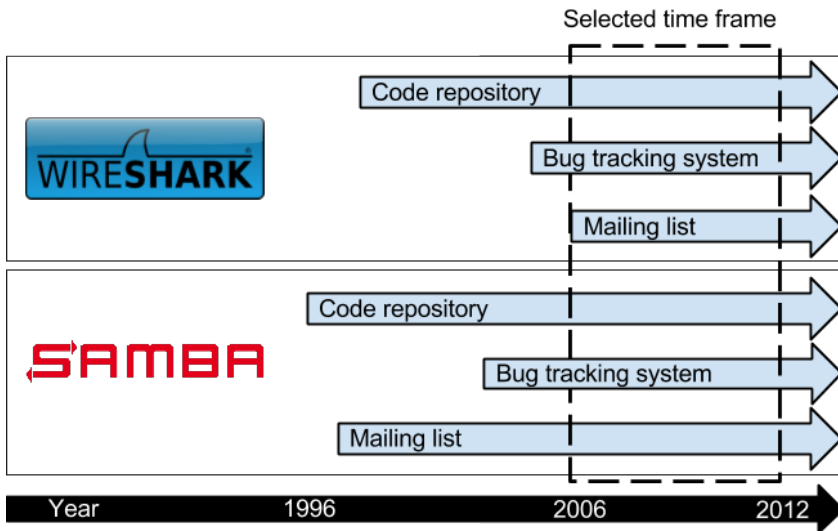 Selected time frame
Code repository
WIRESHARK®
Bug tracking system
Mailing list
Code repository
SAMBA
Bug tracking system
Mailing list
Year 1996 2006 2012